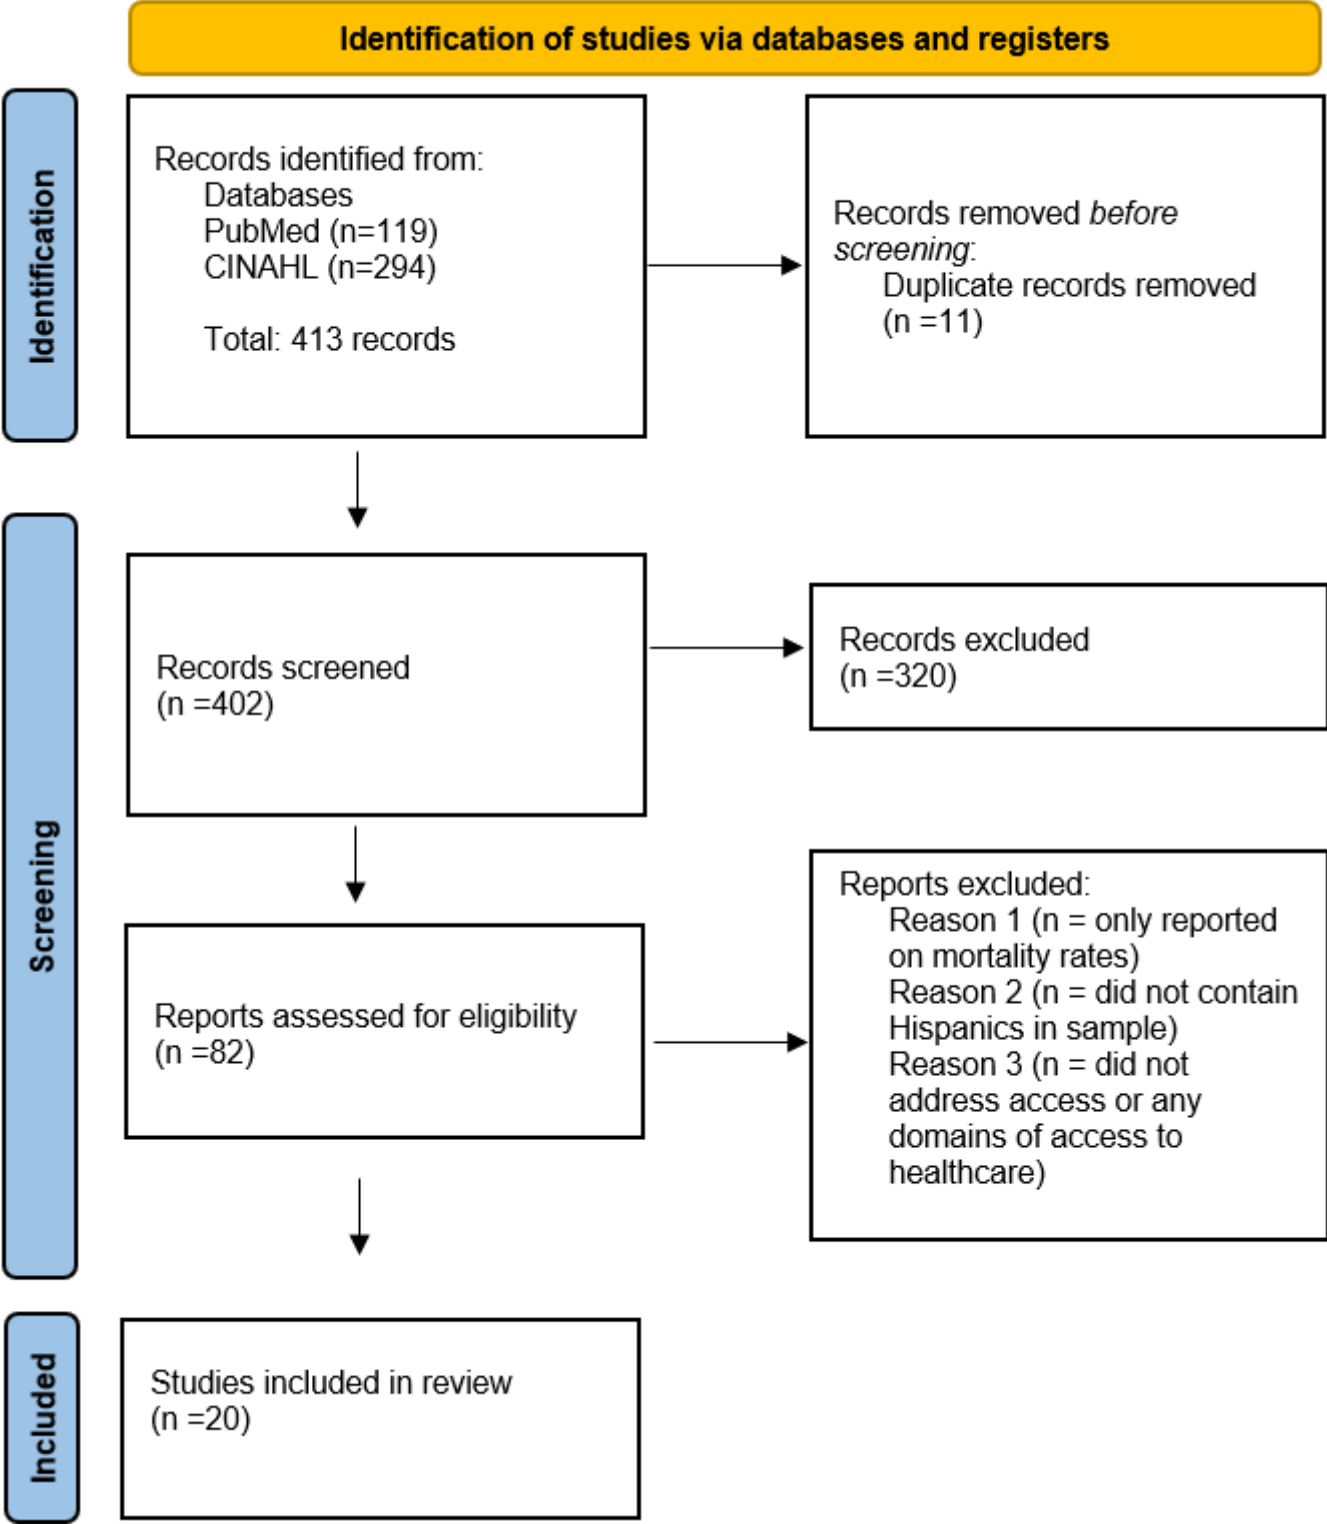 Identification of studies via databases and registers
Identification
Records identified from:
Databases
PubMed (n=119)
CINAHL (n=294)
Total: 413 records
Records removed before
screening:
Duplicate records removed
(n =11)
Screening
Records screened
(n =402)
Records excluded
(n =320)
Reports assessed for eligibility
(n =82)
Reports excluded:
Reason 1 (n = only reported
on mortality rates)
Reason 2 (n = did not contain
Hispanics in sample)
Reason 3 (n = did not
address access or any
domains of access to
healthcare)
Included
Studies included in review
(n =20)